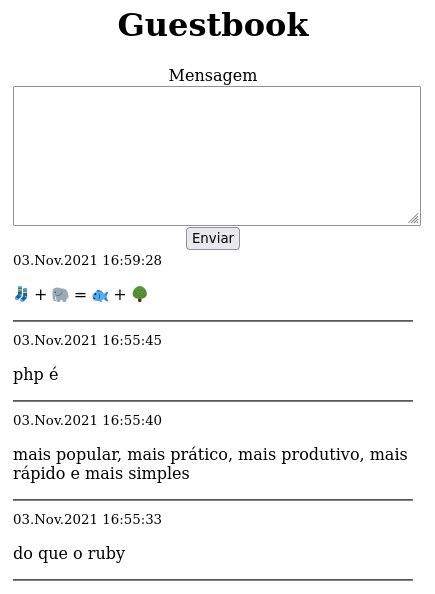 Guestbook
Mensagem
Enviar
03.Nov.2021 16:59:28
🧦 + 🐘 = 🐟 + 🌳
03.Nov.2021 16:55:45
php é
03.Nov.2021 16:55:40
mais popular, mais prático, mais produtivo, mais
rápido e mais simples
03.Nov.2021 16:55:33
do que o ruby